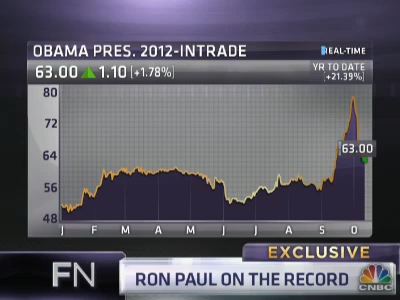 OBAMA PRES. 2012-INTRADE
REAL-TIME
63.00 1.10 [+1.78%]
YR TO DATE
[+21.39%]
80
72
64
56
48
63.00
J F M A M J J A S O
EXCLUSIVE
FN
RON PAUL ON THE RECORD
CNBC